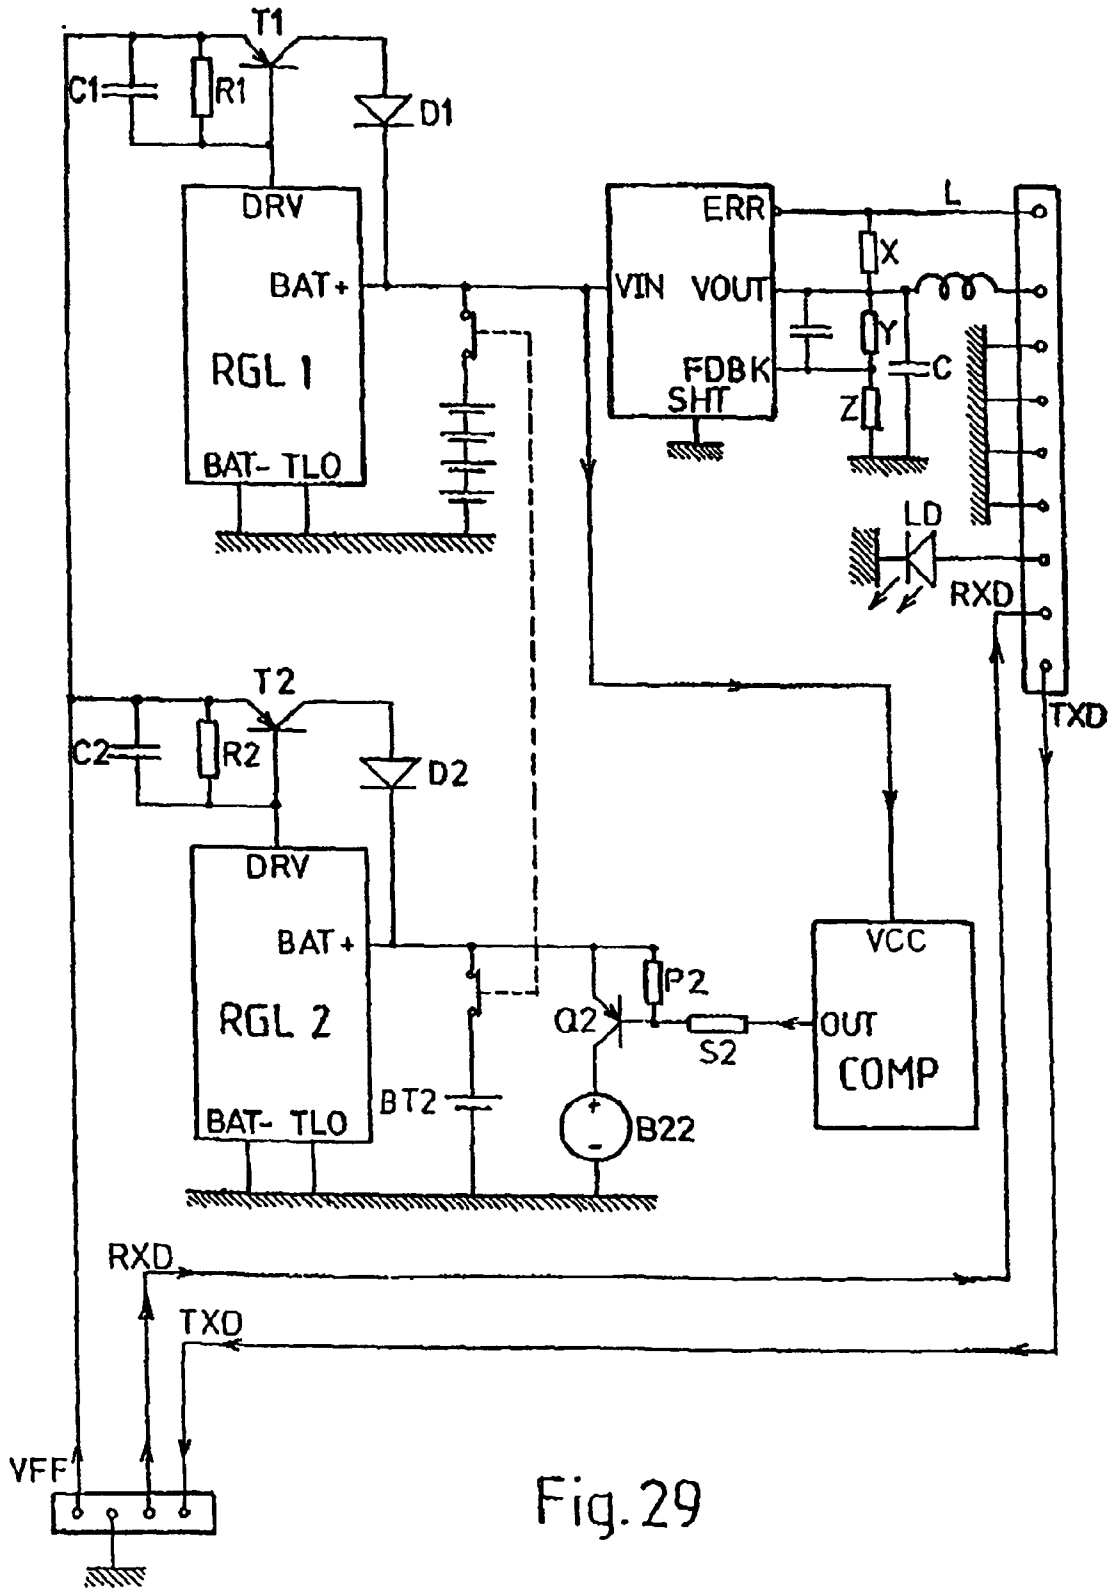 T1
C1
R1
D1
DRV
BAT+
RGL 1
BAT- TLO
ERR
VIN
VOUT
FDBK
SHT
L
X
Y
Z
C
LD
RXD
TXD
T2
C2
R2
D2
DRV
BAT+
RGL 2
BAT- TLO
BT2
Q2
P2
S2
B22
+
-
VCC
OUT
COMP
RXD
TXD
VFF
Fig. 29